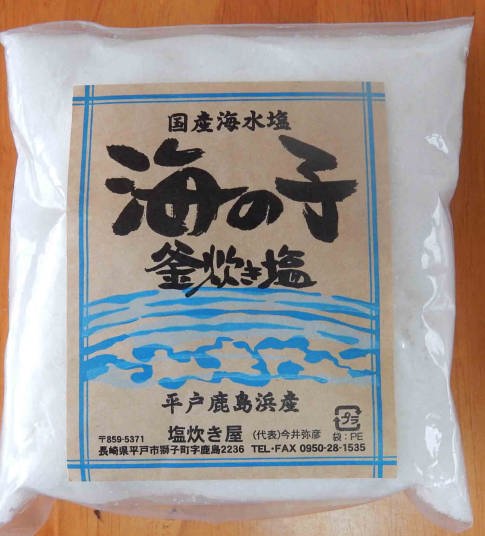 国産海水塩
海の子
釜炊き塩
平戸鹿島浜産
塩炊き屋 (代表)今井弥彦
〒859-5371
長崎県平戸市獅子町字鹿島2236 TEL・FAX 0950-28-1535
プラ
袋：PE